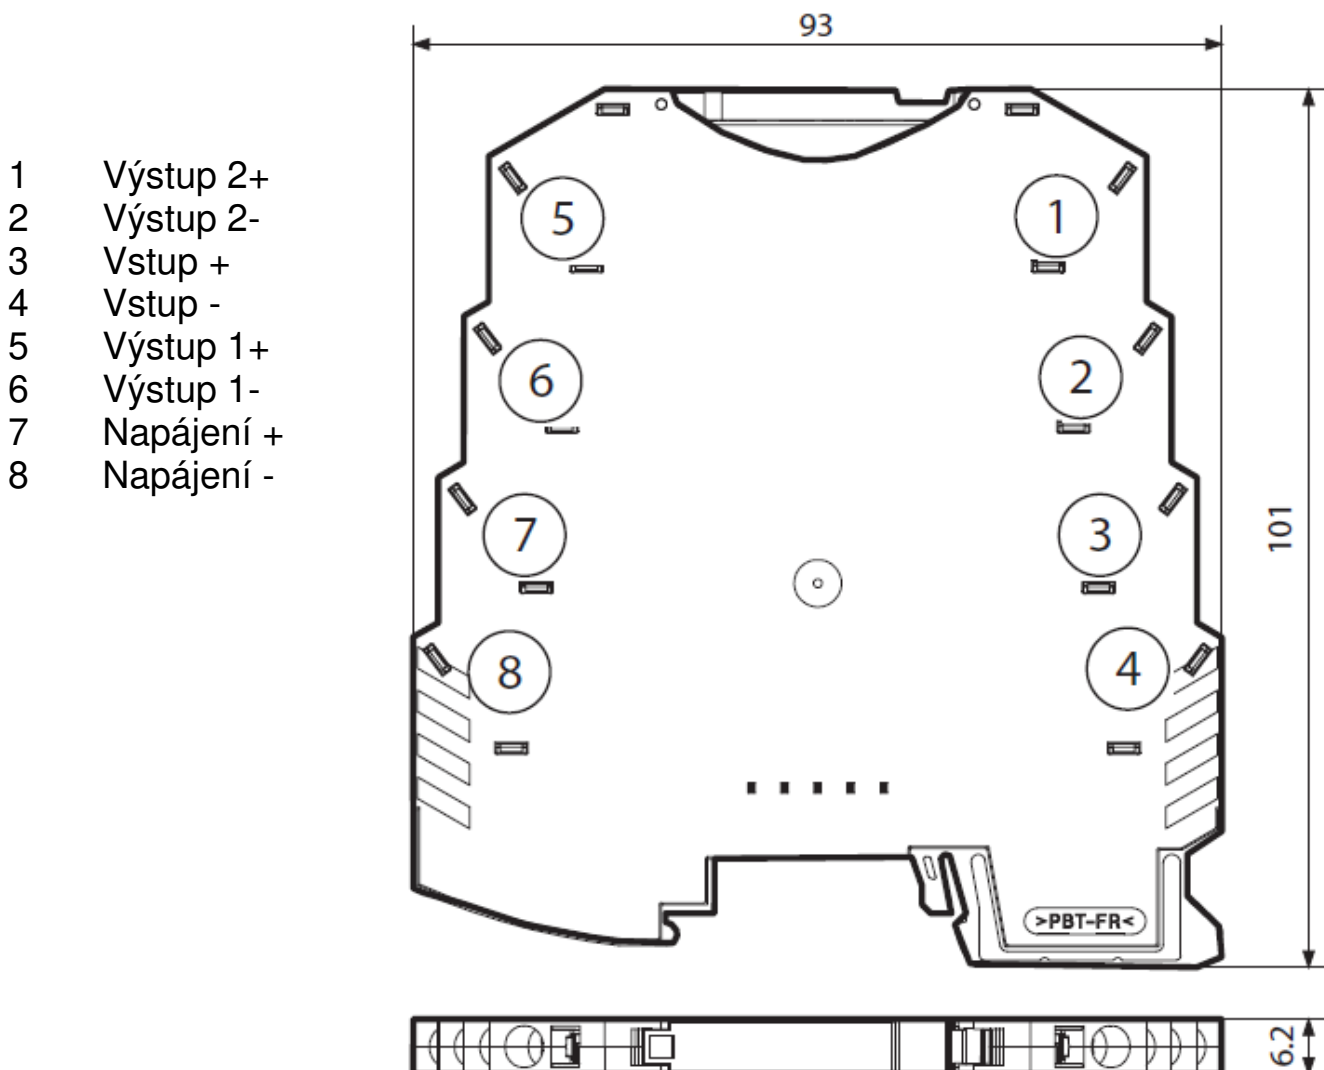 93
1 Výstup 2+
2 Výstup 2-
3 Vstup +
4 Vstup -
5 Výstup 1+
6 Výstup 1-
7 Napájení +
8 Napájení -
5 1
6 2
7 3
101
8 4
>PBT-FR<
6.2